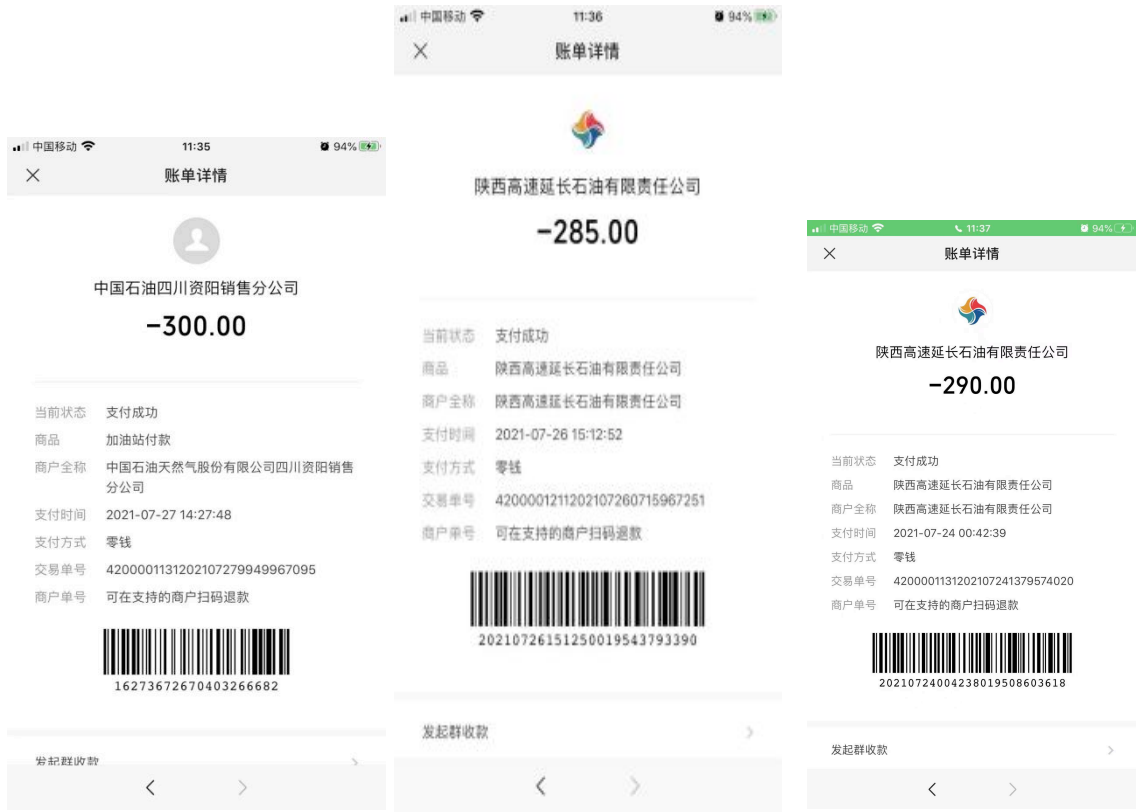 中国移动 11:35 94%
账单详情
中国石油四川资阳销售分公司
-300.00
当前状态 支付成功
商品 加油站付款
商户全称 中国石油天然气股份有限公司四川资阳销售
分公司
支付时间 2021-07-27 14:27:48
支付方式 零钱
交易单号 4200001131202107279949967095
商户单号 可在支持的商户扫码退款
16273672670403266682
发起群收款
中国移动 11:36 94%
账单详情
陕西高速延长石油有限责任公司
-285.00
当前状态 支付成功
商品 陕西高速延长石油有限责任公司
商户全称 陕西高速延长石油有限责任公司
支付时间 2021-07-26 15:12:52
支付方式 零钱
交易单号 4200001211202107260715967251
商户单号 可在支持的商户扫码退款
20210726151250019543793390
发起群收款
中国移动 11:37 94%
账单详情
陕西高速延长石油有限责任公司
-290.00
当前状态 支付成功
商品 陕西高速延长石油有限责任公司
商户全称 陕西高速延长石油有限责任公司
支付时间 2021-07-24 00:42:39
支付方式 零钱
交易单号 4200001131202107241379574020
商户单号 可在支持的商户扫码退款
20210724004238019508603618
发起群收款